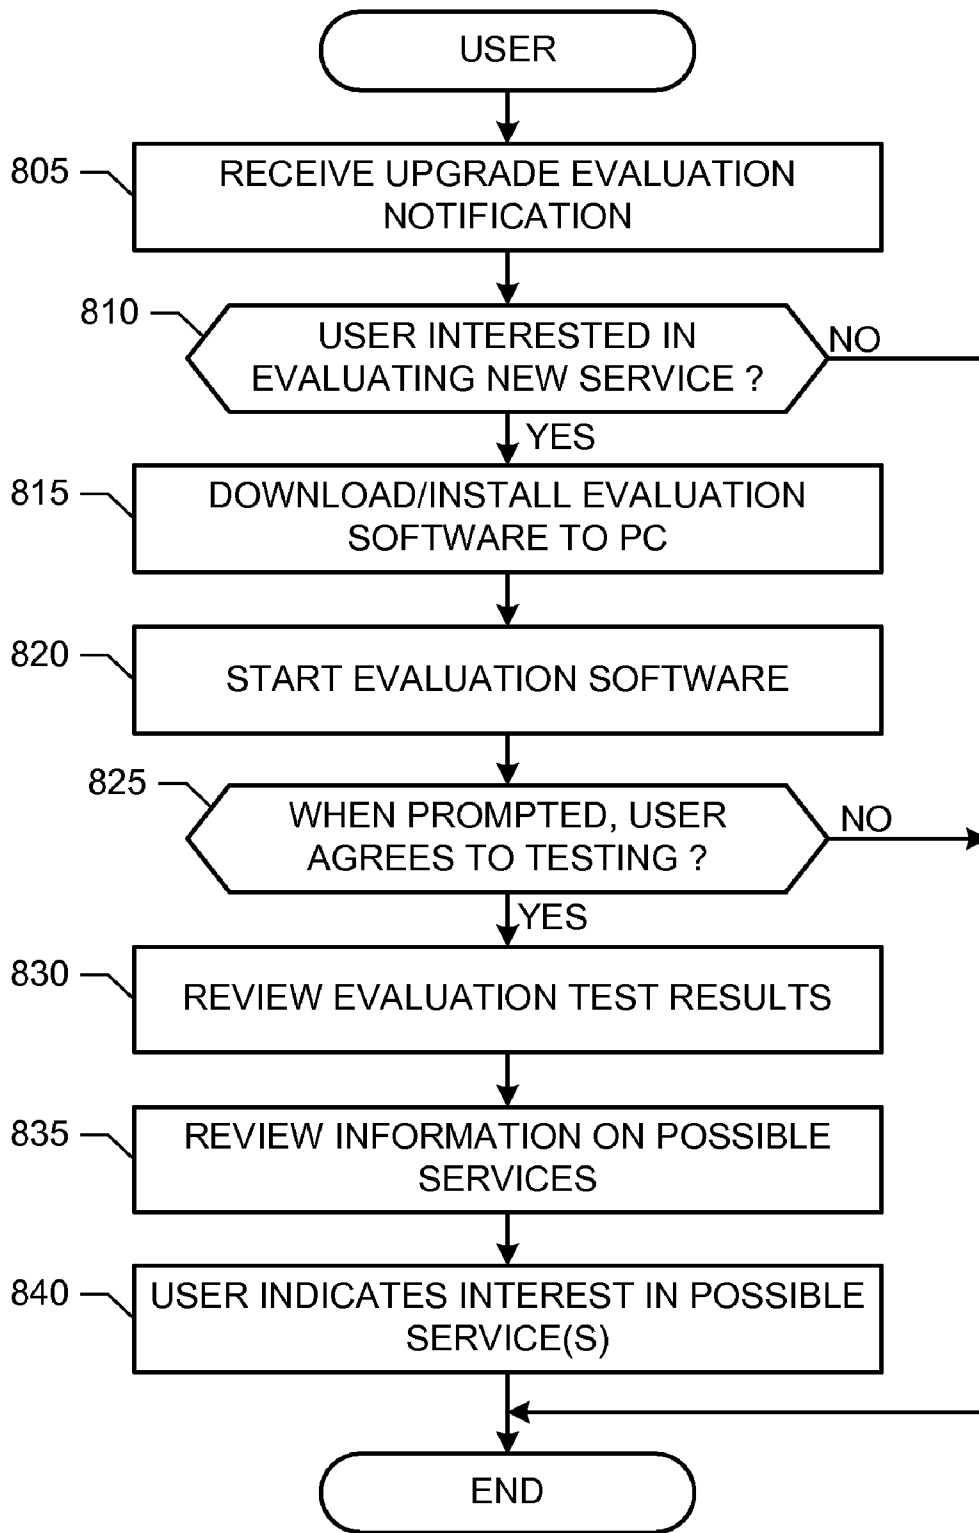 USER
805
RECEIVE UPGRADE EVALUATION
NOTIFICATION
810
USER INTERESTED IN
EVALUATING NEW SERVICE ?
NO
YES
815
DOWNLOAD/INSTALL EVALUATION
SOFTWARE TO PC
820
START EVALUATION SOFTWARE
825
WHEN PROMPTED, USER
AGREES TO TESTING ?
NO
YES
830
REVIEW EVALUATION TEST RESULTS
835
REVIEW INFORMATION ON POSSIBLE
SERVICES
840
USER INDICATES INTEREST IN POSSIBLE
SERVICE(S)
END